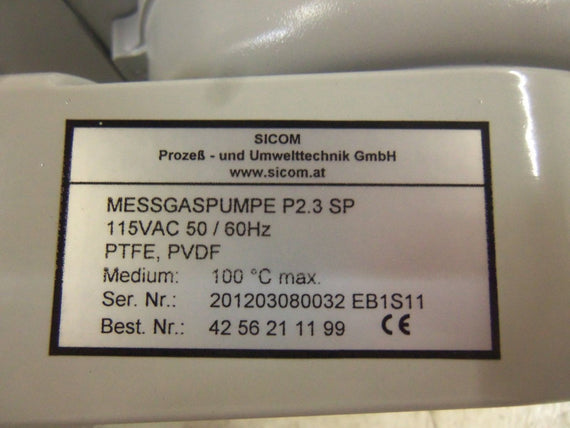 SICOM
Prozeß - und Umwelttechnik GmbH
www.sicom.at
MESSGASPUMPE P2.3 SP
115VAC 50 / 60Hz
PTFE, PVDF
Medium: 100 °C max.
Ser. Nr.: 201203080032 EB1S11
Best. Nr.: 42 56 21 11 99 CE